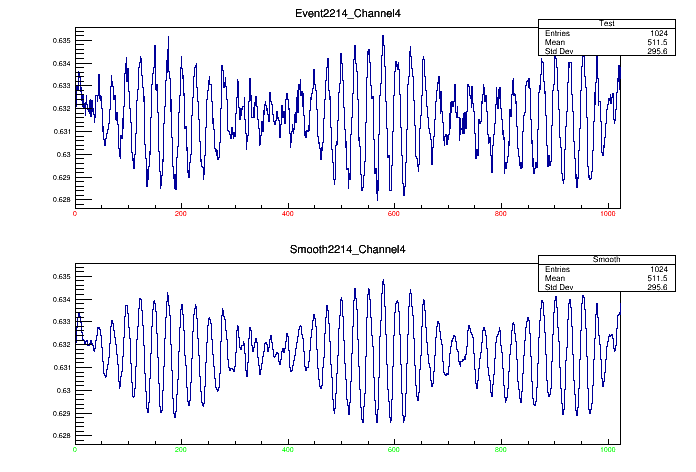 Event2214_Channel4
Test
Entries 1024
Mean 511.5
Std Dev 295.6
0.635
0.634
0.633
0.632
0.631
0.63
0.629
0.628
0 200 400 600 800 1000
Smooth2214_Channel4
Smooth
Entries 1024
Mean 511.5
Std Dev 295.6
0.635
0.634
0.633
0.632
0.631
0.63
0.629
0.628
0 200 400 600 800 1000